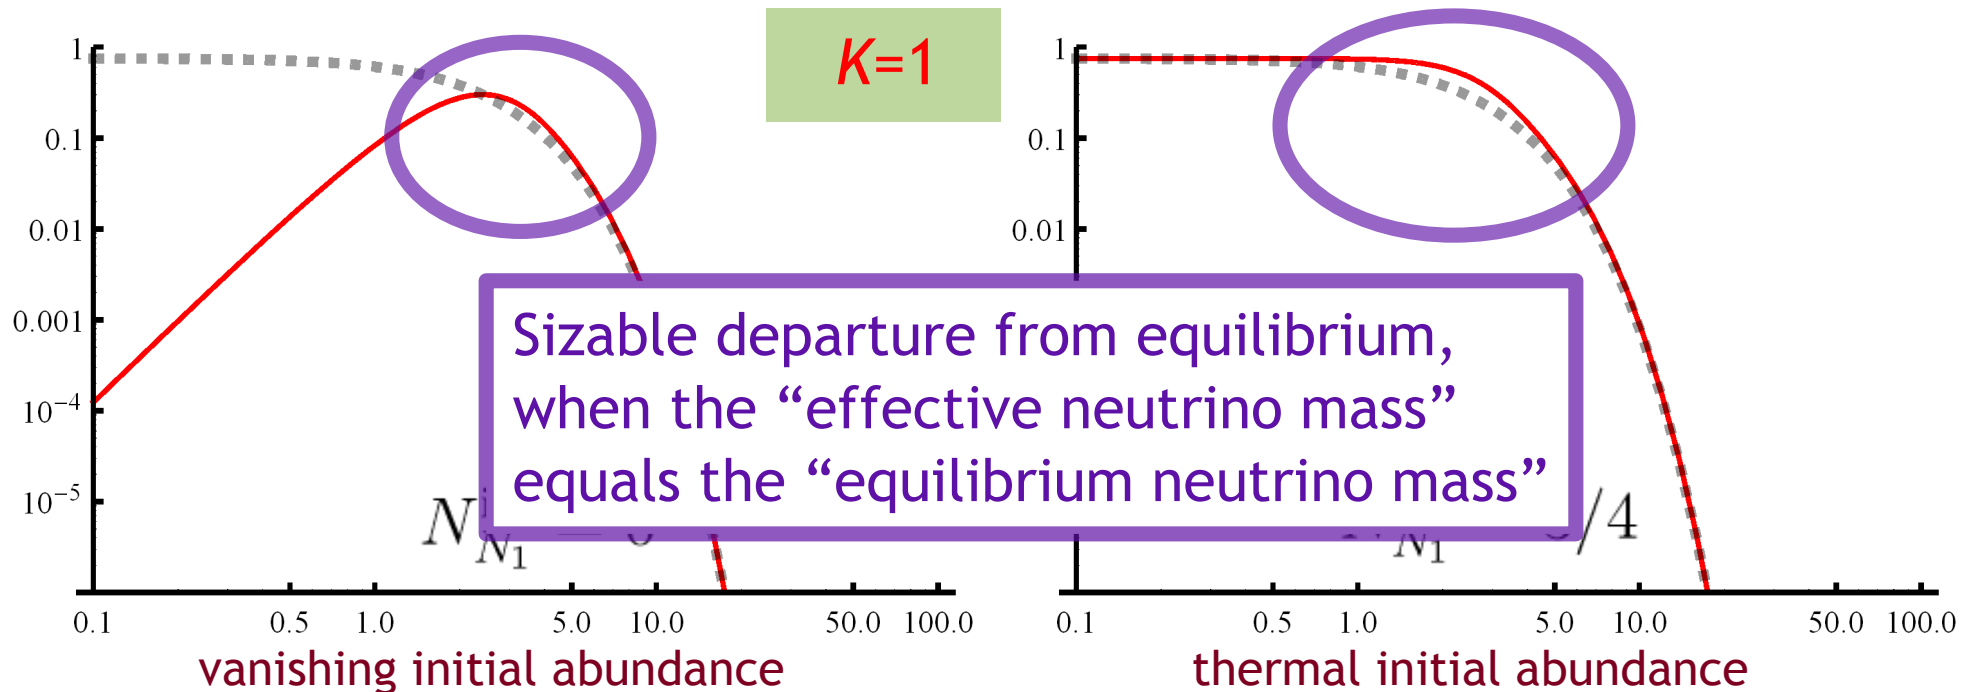 K=1
1
0.1
0.01
0.001
10⁻⁴
10⁻⁵
0.1 0.5 1.0 5.0 10.0 50.0 100.0
vanishing initial abundance
1
0.1
0.01
0.1 0.5 1.0 5.0 10.0 50.0 100.0
thermal initial abundance
Sizable departure from equilibrium,
when the “effective neutrino mass”
equals the “equilibrium neutrino mass”
N_{N_1}
/4